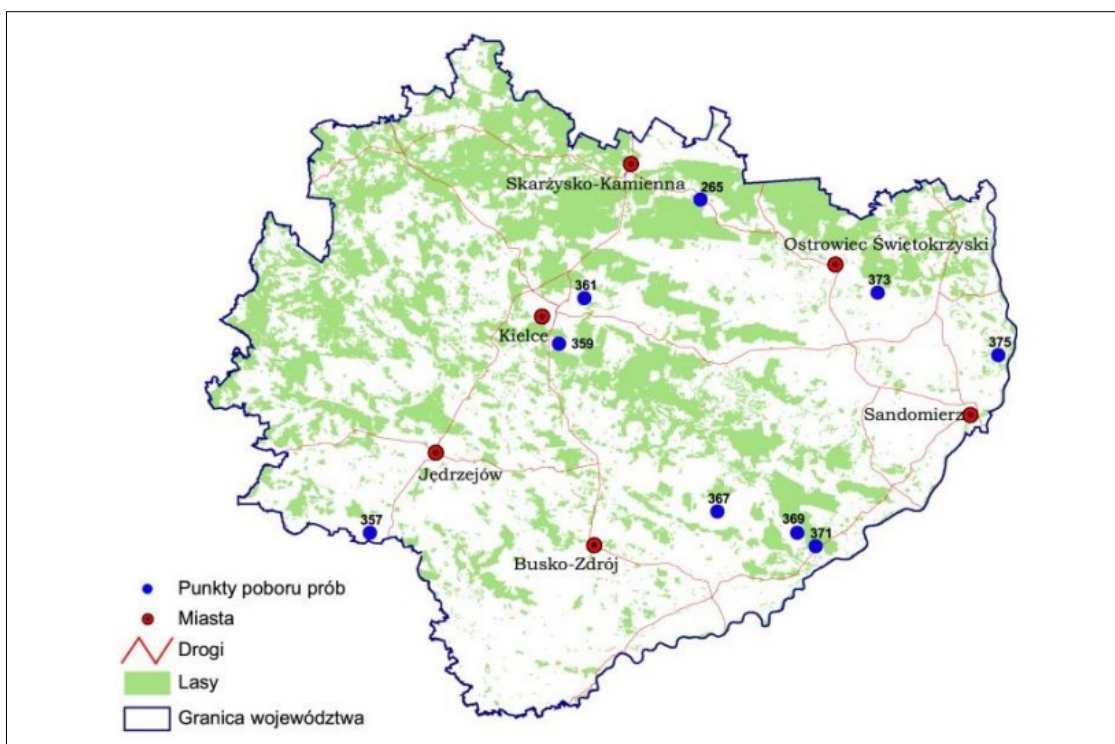 Skarżysko-Kamienna
265
Ostrowiec Świętokrzyski
373
361
Kielce
359
375
Sandomierz
Jędrzejów
367
369
371
357
Busko-Zdrój
Punkty poboru prób
Miasta
Drogi
Lasy
Granica województwa